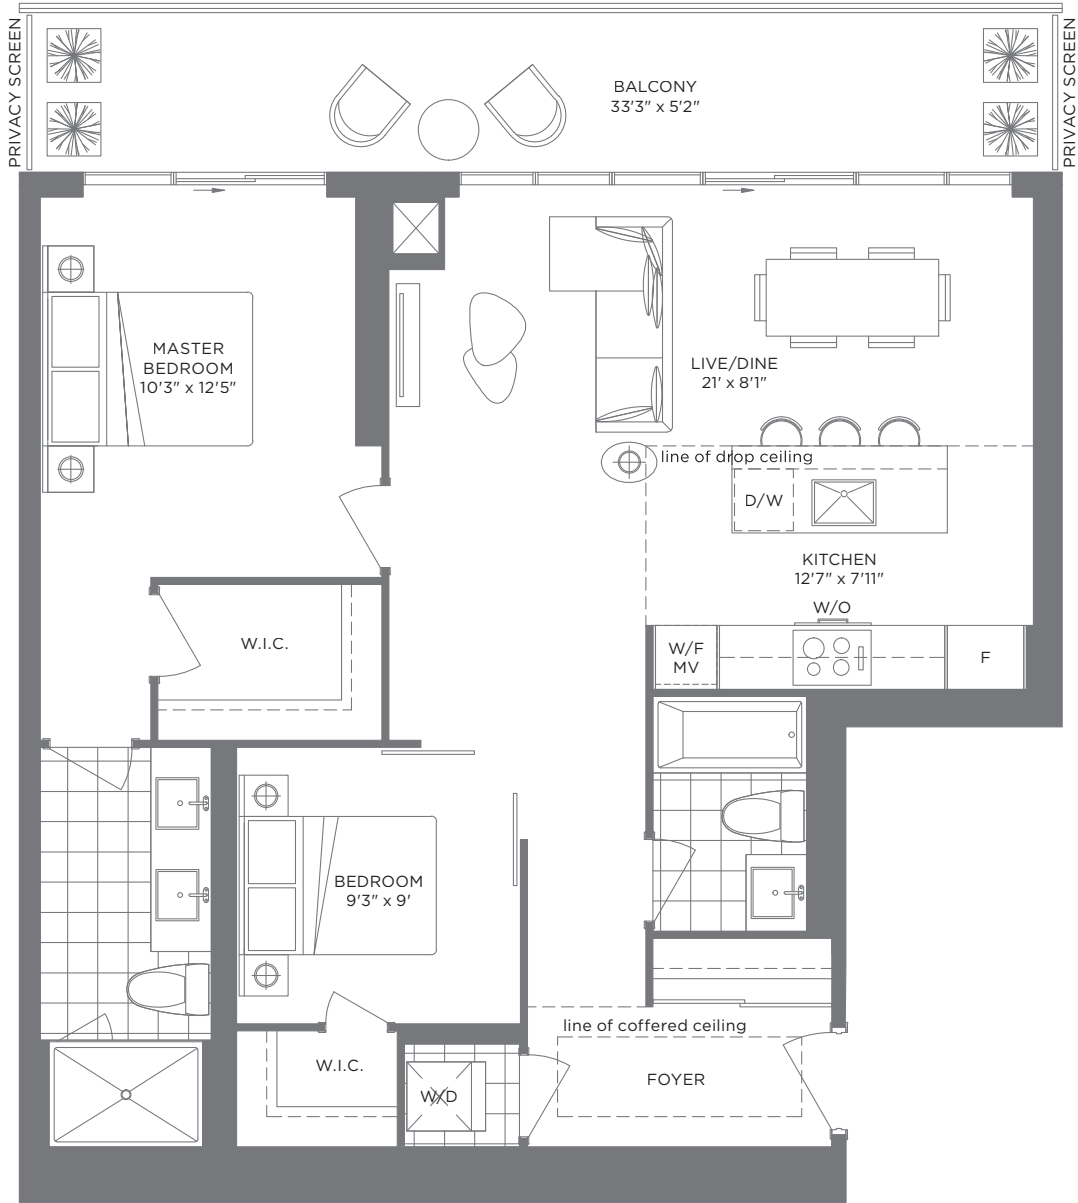 PRIVACY SCREEN
BALCONY
33'3" x 5'2"
PRIVACY SCREEN
MASTER
BEDROOM
10'3" x 12'5"
LIVE/DINE
21' x 8'1"
line of drop ceiling
D/W
KITCHEN
12'7" x 7'11"
W/O
W.I.C.
W/F
MV
F
BEDROOM
9'3" x 9'
line of coffered ceiling
W.I.C.
W/D
FOYER